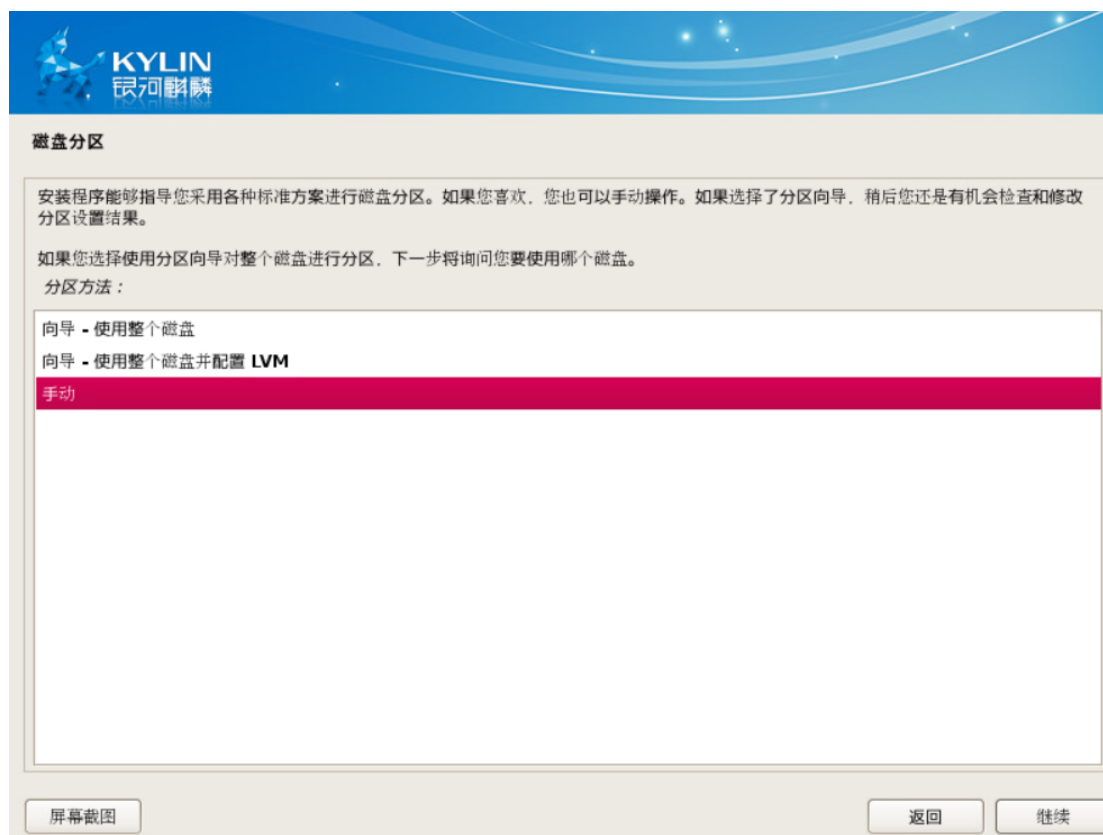 KYLIN
银河麒麟
磁盘分区
安装程序能够指导您采用各种标准方案进行磁盘分区。如果您喜欢，您也可以手动操作。如果选择了分区向导，稍后您还是有机会检查和修改
分区设置结果。
如果您选择使用分区向导对整个磁盘进行分区，下一步将询问您要使用哪个磁盘。
分区方法：
向导 - 使用整个磁盘
向导 - 使用整个磁盘并配置 LVM
手动
屏幕截图
返回
继续